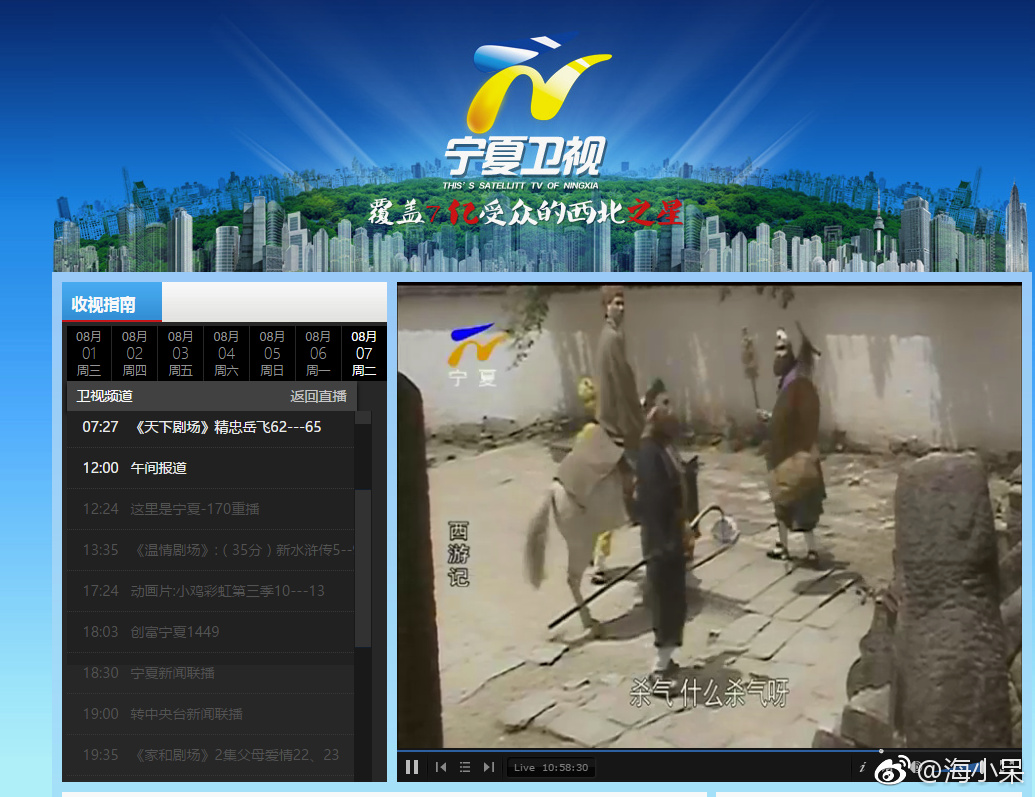 宁夏卫视
THIS'S SATELLITT TV OF NINGXIA
覆盖7亿受众的西北之星
收视指南
08月 08月 08月 08月 08月 08月 08月
01 02 03 04 05 06 07
周三 周四 周五 周六 周日 周一 周二
卫视频道 返回直播
07:27 《天下剧场》精忠岳飞62---65
12:00 午间报道
12:24 这里是宁夏-170重播
13:35 《温情剧场》:(35分)新水浒传5--
17:24 动画片:小鸡彩虹第三季10---13
18:03 创富宁夏1449
18:30 宁夏新闻联播
19:00 转中央台新闻联播
19:35 《家和剧场》2集父母爱情22、23
宁夏
西游记
杀气 什么杀气呀
Live 10:58:30
i
@海小呆